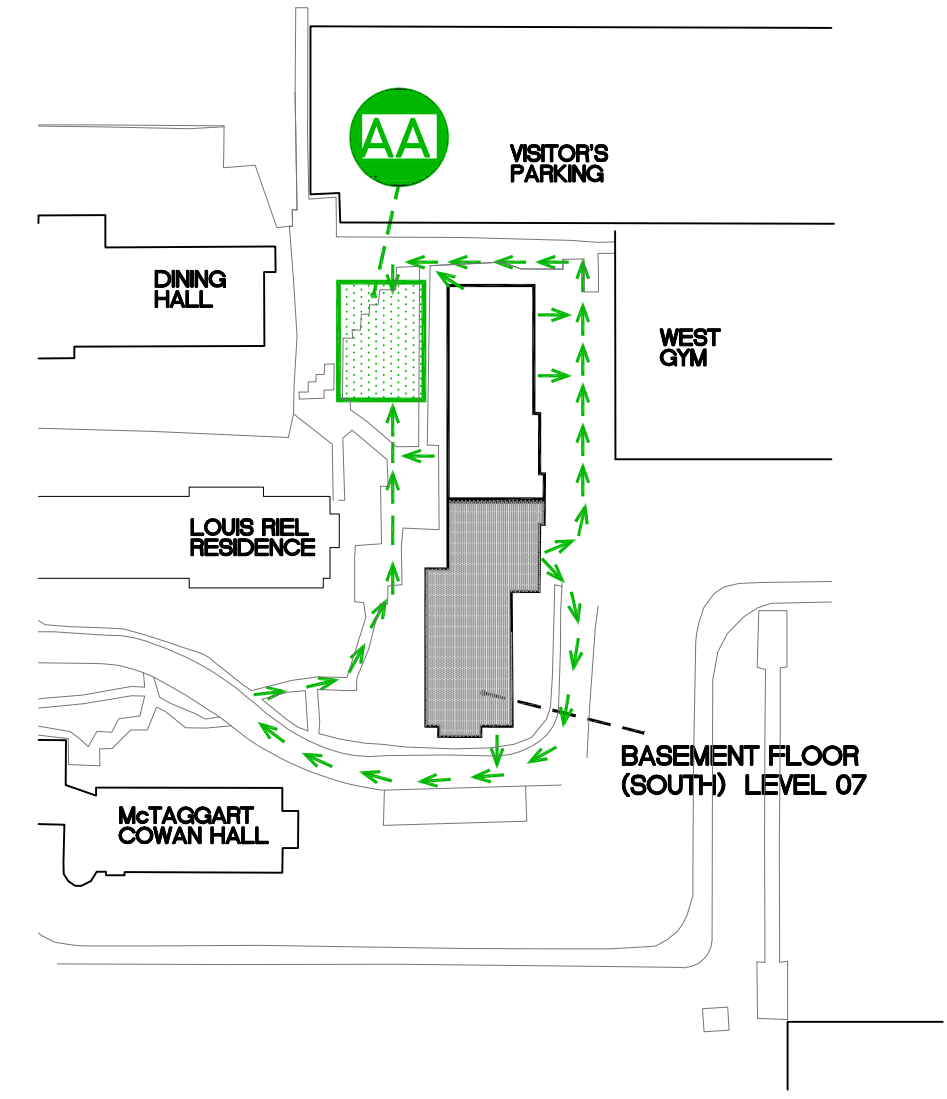 AA
VISITOR'S
PARKING
DINING
HALL
WEST
GYM
LOUIS RIEL
RESIDENCE
BASEMENT FLOOR
(SOUTH) LEVEL 07
McTAGGART
COWAN HALL